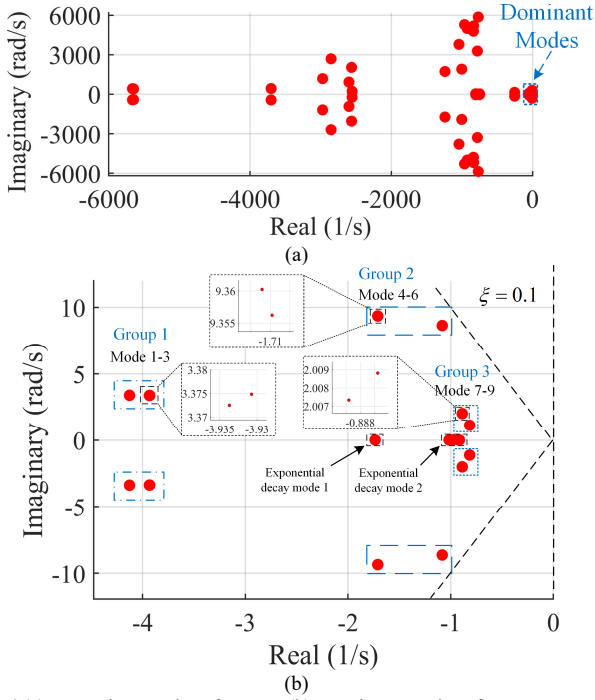 Dominant
Modes
6000
3000
0
-3000
-6000
Imaginary (rad/s)
-6000
-4000
-2000
0
Real (1/s)
(a)
Group 2
Mode 4-6
ξ = 0.1
9.36
9.355
-1.71
Group 1
Mode 1-3
3.38
3.375
3.37
-3.935
-3.93
2.009
2.008
2.007
-0.888
Group 3
Mode 7-9
Exponential
decay mode 1
Exponential
decay mode 2
10
5
0
-5
-10
Imaginary (rad/s)
-4
-3
-2
-1
0
Real (1/s)
(b)